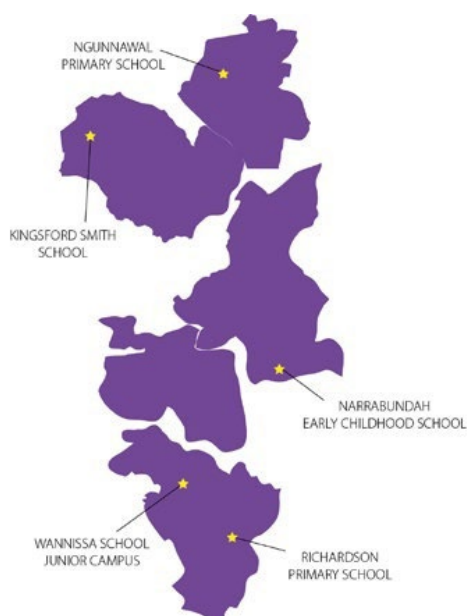 NGUNNAWAL
PRIMARY SCHOOL
KINGSFORD SMITH
SCHOOL
NARRABUNDAH
EARLY CHILDHOOD SCHOOL
WANNISSA SCHOOL
JUNIOR CAMPUS
RICHARDSON
PRIMARY SCHOOL